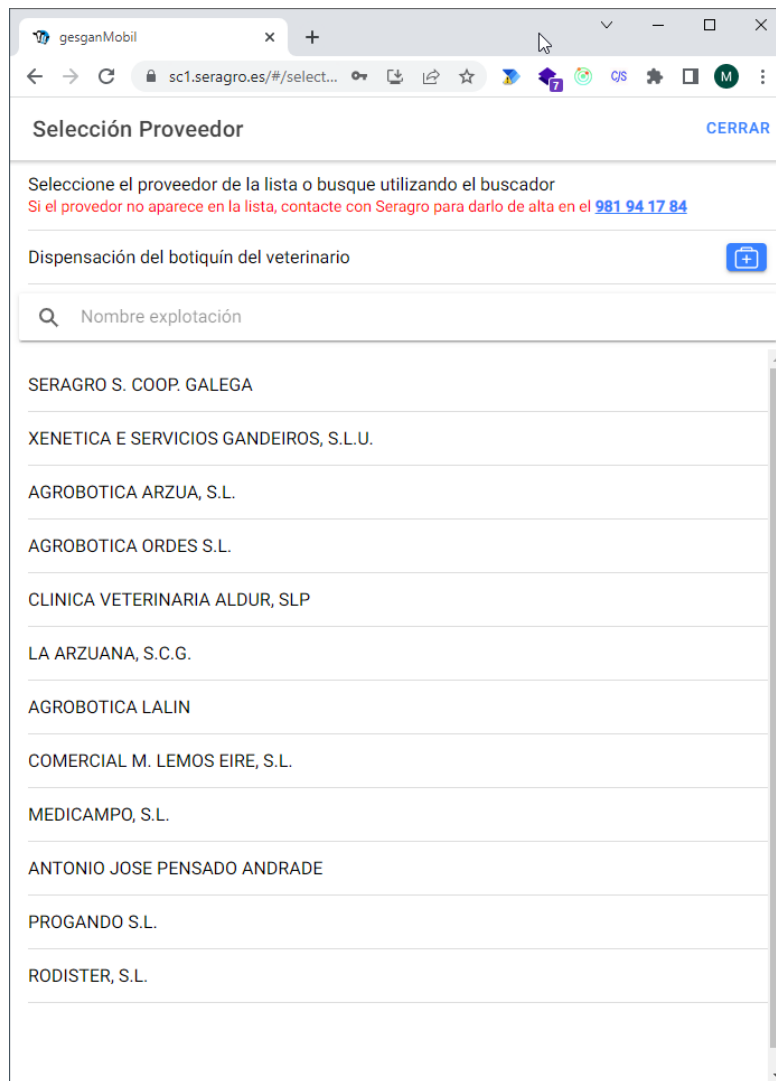 gesganMobil
sc1.seragro.es/#/select...
7
C/S
M
Selección Proveedor
CERRAR
Seleccione el proveedor de la lista o busque utilizando el buscador
Si el provedor no aparece en la lista, contacte con Seragro para darlo de alta en el 981 94 17 84
Dispensación del botiquín del veterinario
Nombre explotación
SERAGRO S. COOP. GALEGA
XENETICA E SERVICIOS GANDEIROS, S.L.U.
AGROBOTICA ARZUA, S.L.
AGROBOTICA ORDES S.L.
CLINICA VETERINARIA ALDUR, SLP
LA ARZUANA, S.C.G.
AGROBOTICA LALIN
COMERCIAL M. LEMOS EIRE, S.L.
MEDICAMPO, S.L.
ANTONIO JOSE PENSADO ANDRADE
PROGANDO S.L.
RODISTER, S.L.